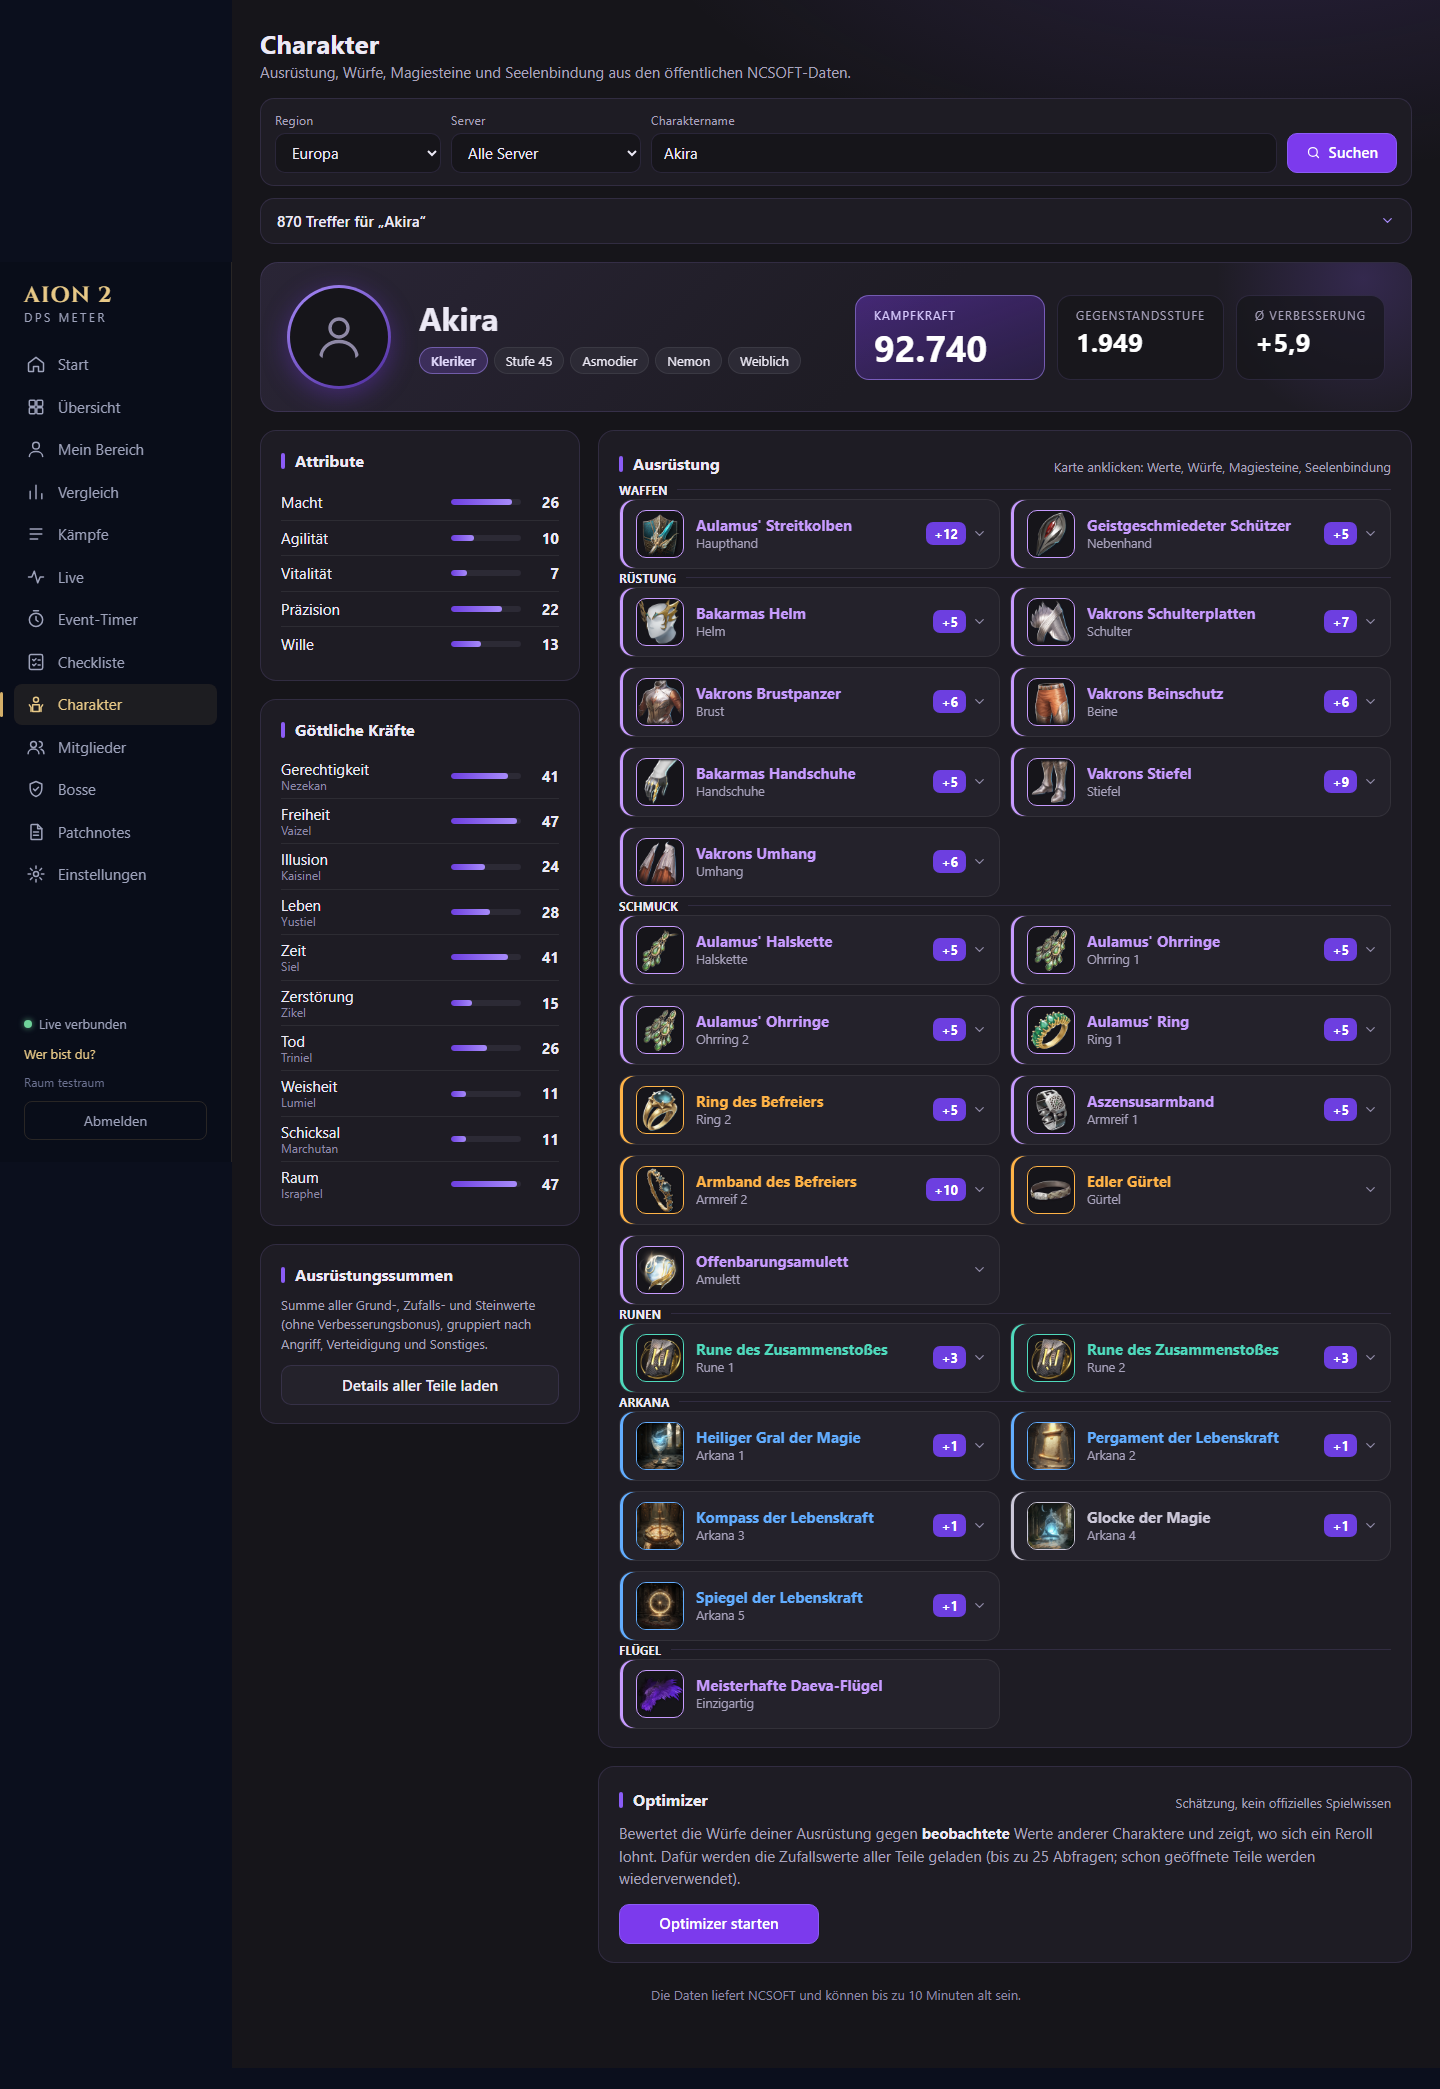 Charakter
Ausrüstung, Würfe, Magiesteine und Seelenbindung aus den öffentlichen NCSOFT-Daten.
Region
Server
Charaktername
Europa
Alle Server
Akira
Suchen
870 Treffer für „Akira“
AION 2
DPS METER
Start
Übersicht
Mein Bereich
Vergleich
Kämpfe
Live
Event-Timer
Checkliste
Charakter
Mitglieder
Bosse
Patchnotes
Einstellungen
Live verbunden
Wer bist du?
Raum testraum
Abmelden
Akira
Kleriker
Stufe 45
Asmodier
Nemon
Weiblich
KAMPFKRAFT
92.740
GEGENSTANDSSTUFE
1.949
Ø VERBESSERUNG
+5,9
Attribute
Macht 26
Agilität 10
Vitalität 7
Präzision 22
Wille 13
Göttliche Kräfte
Gerechtigkeit
Nezekan
41
Freiheit
Vaizel
47
Illusion
Kaisinel
24
Leben
Yustiel
28
Zeit
Siel
41
Zerstörung
Zikel
15
Tod
Triniel
26
Weisheit
Lumiel
11
Schicksal
Marchutan
11
Raum
Israphel
47
Ausrüstungssummen
Summe aller Grund-, Zufalls- und Steinwerte
(ohne Verbesserungsbonus), gruppiert nach
Angriff, Verteidigung und Sonstiges.
Details aller Teile laden
Ausrüstung
Karte anklicken: Werte, Würfe, Magiesteine, Seelenbindung
WAFFEN
Aulamus' Streitkolben
Haupthand
+12
Geistgeschmiedeter Schützer
Nebenhand
+5
RÜSTUNG
Bakarmas Helm
Helm
+5
Vakrons Schulterplatten
Schulter
+7
Vakrons Brustpanzer
Brust
+6
Vakrons Beinschutz
Beine
+6
Bakarmas Handschuhe
Handschuhe
+5
Vakrons Stiefel
Stiefel
+9
Vakrons Umhang
Umhang
+6
SCHMUCK
Aulamus' Halskette
Halskette
+5
Aulamus' Ohrringe
Ohrring 1
+5
Aulamus' Ohrringe
Ohrring 2
+5
Aulamus' Ring
Ring 1
+5
Ring des Befreiers
Ring 2
+5
Aszensusarmband
Armreif 1
+5
Armband des Befreiers
Armreif 2
+10
Edler Gürtel
Gürtel
Offenbarungsamulett
Amulett
RUNEN
Rune des Zusammenstoßes
Rune 1
+3
Rune des Zusammenstoßes
Rune 2
+3
ARKANA
Heiliger Gral der Magie
Arkana 1
+1
Pergament der Lebenskraft
Arkana 2
+1
Kompass der Lebenskraft
Arkana 3
+1
Glocke der Magie
Arkana 4
+1
Spiegel der Lebenskraft
Arkana 5
+1
FLÜGEL
Meisterhafte Daeva-Flügel
Einzigartig
Optimizer
Schätzung, kein offizielles Spielwissen
Bewertet die Würfe deiner Ausrüstung gegen beobachtete Werte anderer Charaktere und zeigt, wo sich ein Reroll
lohnt. Dafür werden die Zufallswerte aller Teile geladen (bis zu 25 Abfragen; schon geöffnete Teile werden
wiederverwendet).
Optimizer starten
Die Daten liefert NCSOFT und können bis zu 10 Minuten alt sein.